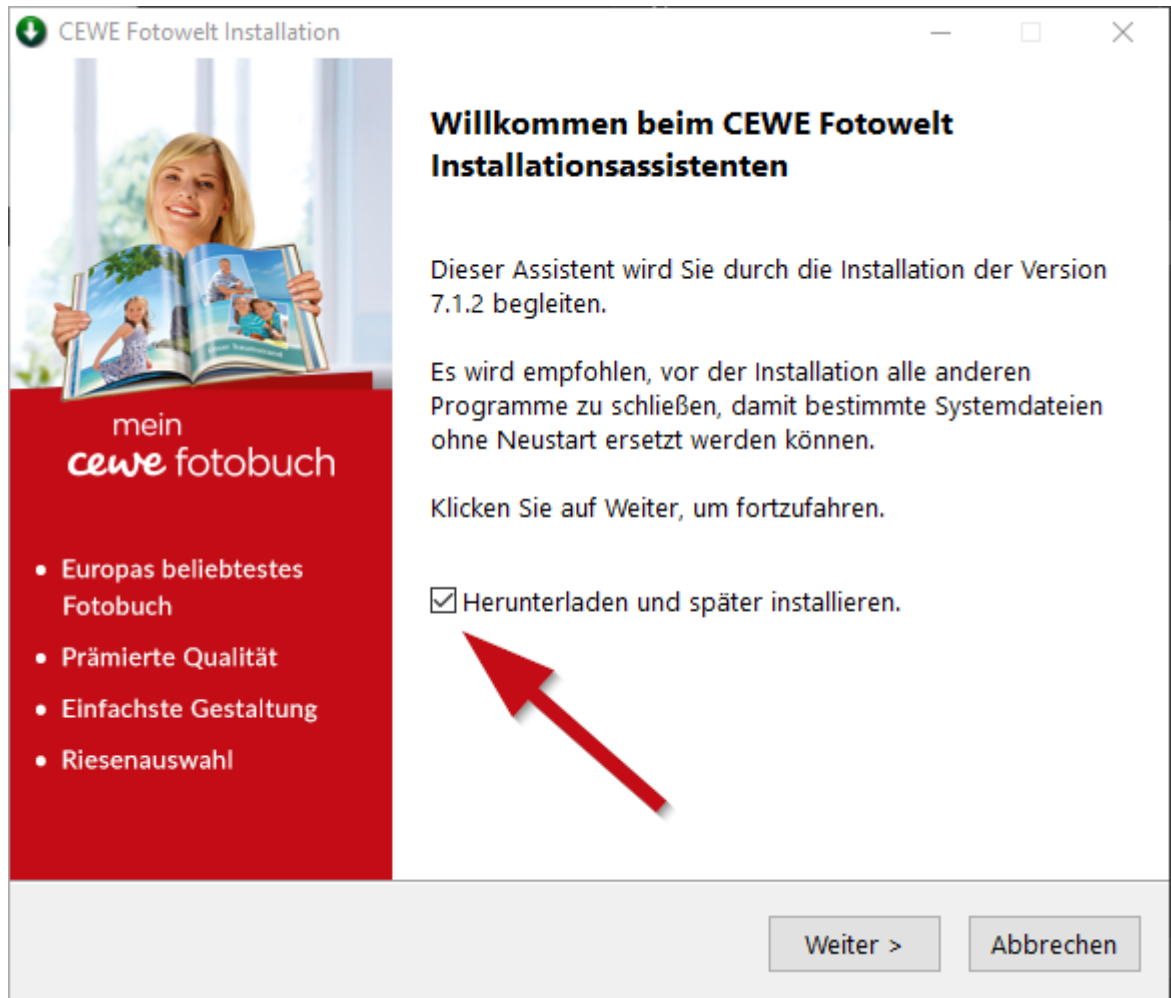 CEWE Fotowelt Installation
Willkommen beim CEWE Fotowelt
Installationsassistenten
Dieser Assistent wird Sie durch die Installation der Version
7.1.2 begleiten.
Es wird empfohlen, vor der Installation alle anderen
Programme zu schließen, damit bestimmte Systemdateien
ohne Neustart ersetzt werden können.
Klicken Sie auf Weiter, um fortzufahren.
Herunterladen und später installieren.
mein
cewe fotobuch
• Europas beliebtestes
Fotobuch
• Prämierte Qualität
• Einfachste Gestaltung
• Riesenauswahl
Weiter >
Abbrechen